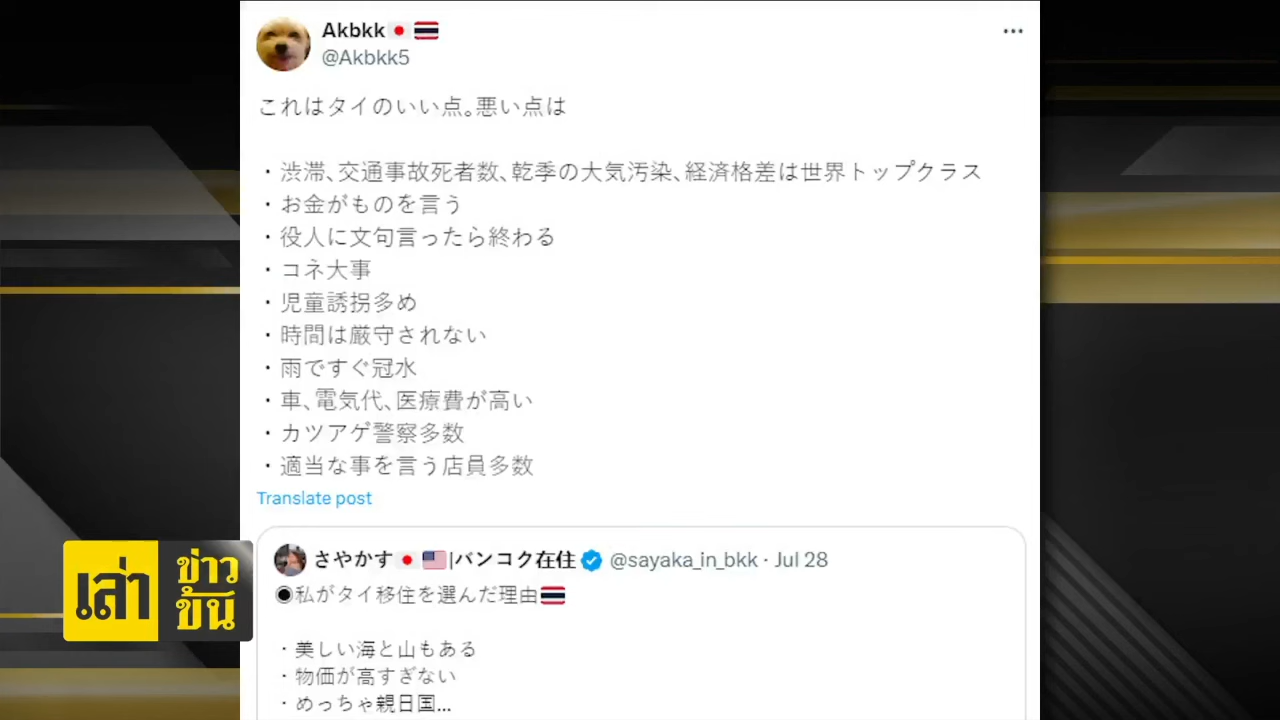 Akbkk🇯🇵🇹🇭
@Akbkk5
これはタイのいい点。悪い点は
・渋滞、交通事故死者数、乾季の大気汚染、経済格差は世界トップクラス
・お金がものを言う
・役人に文句言ったら終わる
・コネ大事
・児童誘拐多め
・時間は厳守されない
・雨ですぐ冠水
・車、電気代、医療費が高い
・カツアゲ警察多数
・適当な事を言う店員多数
Translate post
さやかす🇯🇵🇺🇸|バンコク在住 @sayaka_in_bkk · Jul 28
◉私がタイ移住を選んだ理由🇹🇭
・美しい海と山もある
・物価が高すぎない
・めっちゃ親日国...
เล่า
ข่าว
ข้น